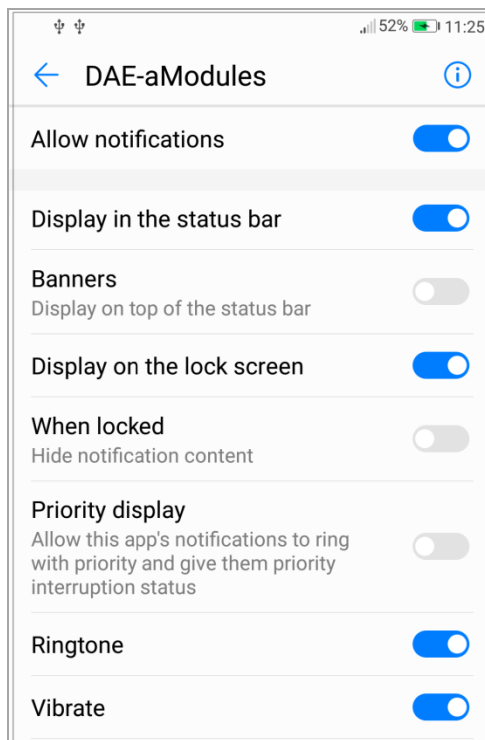 52% 11:25
DAE-aModules
Allow notifications
Display in the status bar
Banners
Display on top of the status bar
Display on the lock screen
When locked
Hide notification content
Priority display
Allow this app's notifications to ring
with priority and give them priority
interruption status
Ringtone
Vibrate